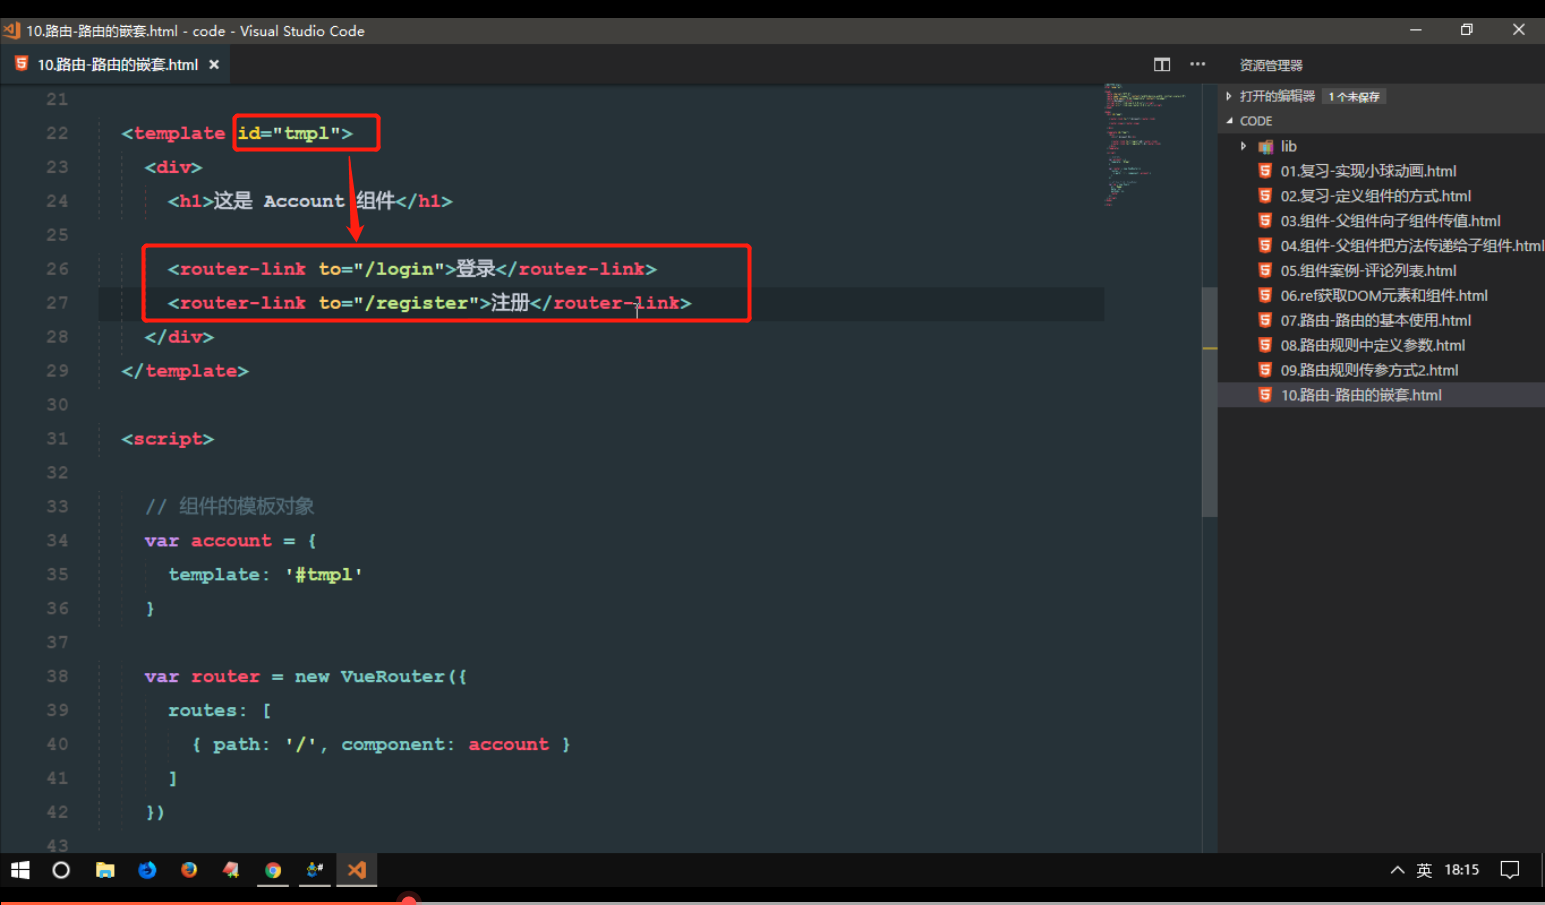 10.路由-路由的嵌套.html - code - Visual Studio Code
10.路由-路由的嵌套.html
21
22 <template id="tmpl">
23 <div>
24 <h1>这是 Account 组件</h1>
25
26 <router-link to="/login">登录</router-link>
27 <router-link to="/register">注册</router-link>
28 </div>
29 </template>
30
31 <script>
32
33 // 组件的模板对象
34 var account = {
35 template: '#tmpl'
36 }
37
38 var router = new VueRouter({
39 routes: [
40 { path: '/', component: account }
41 ]
42 })
43
资源管理器
打开的编辑器 1 个未保存
CODE
lib
01.复习-实现小球动画.html
02.复习-定义组件的方式.html
03.组件-父组件向子组件传值.html
04.组件-父组件把方法传递给子组件.html
05.组件案例-评论列表.html
06.ref获取DOM元素和组件.html
07.路由-路由的基本使用.html
08.路由规则中定义参数.html
09.路由规则传参方式2.html
10.路由-路由的嵌套.html
英 18:15